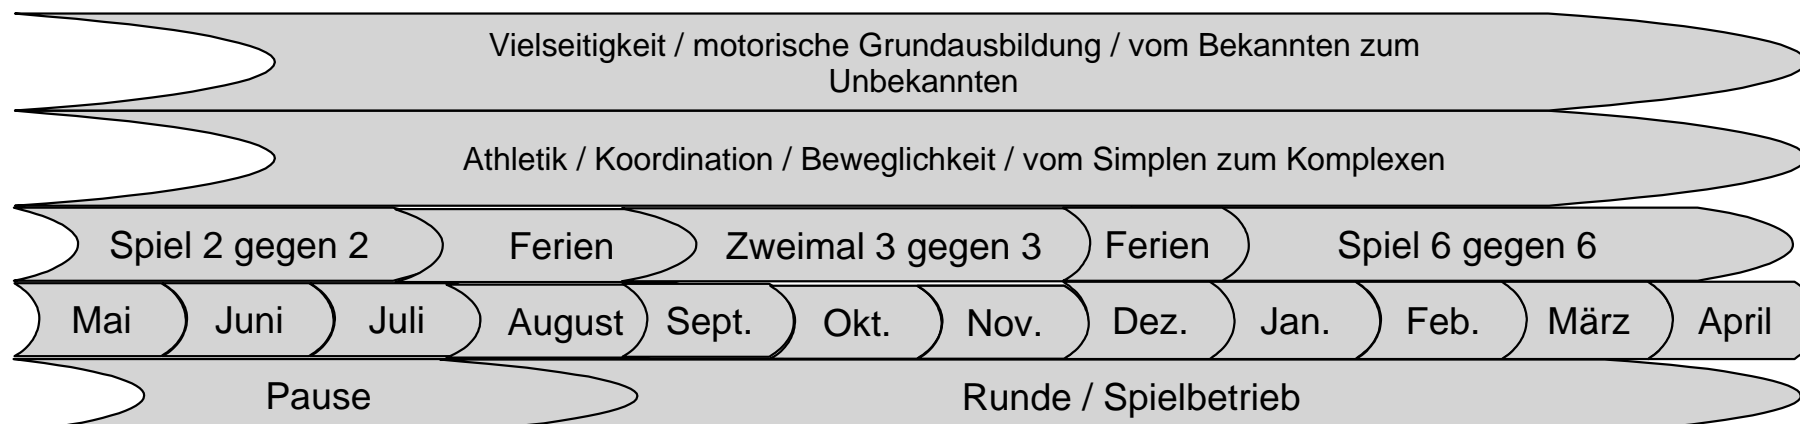 Vielseitigkeit / motorische Grundausbildung / vom Bekannten zum
Unbekannten
Athletik / Koordination / Beweglichkeit / vom Simplen zum Komplexen
Spiel 2 gegen 2 Ferien Zweimal 3 gegen 3 Ferien Spiel 6 gegen 6
Mai Juni Juli August Sept. Okt. Nov. Dez. Jan. Feb. März April
Pause Runde / Spielbetrieb